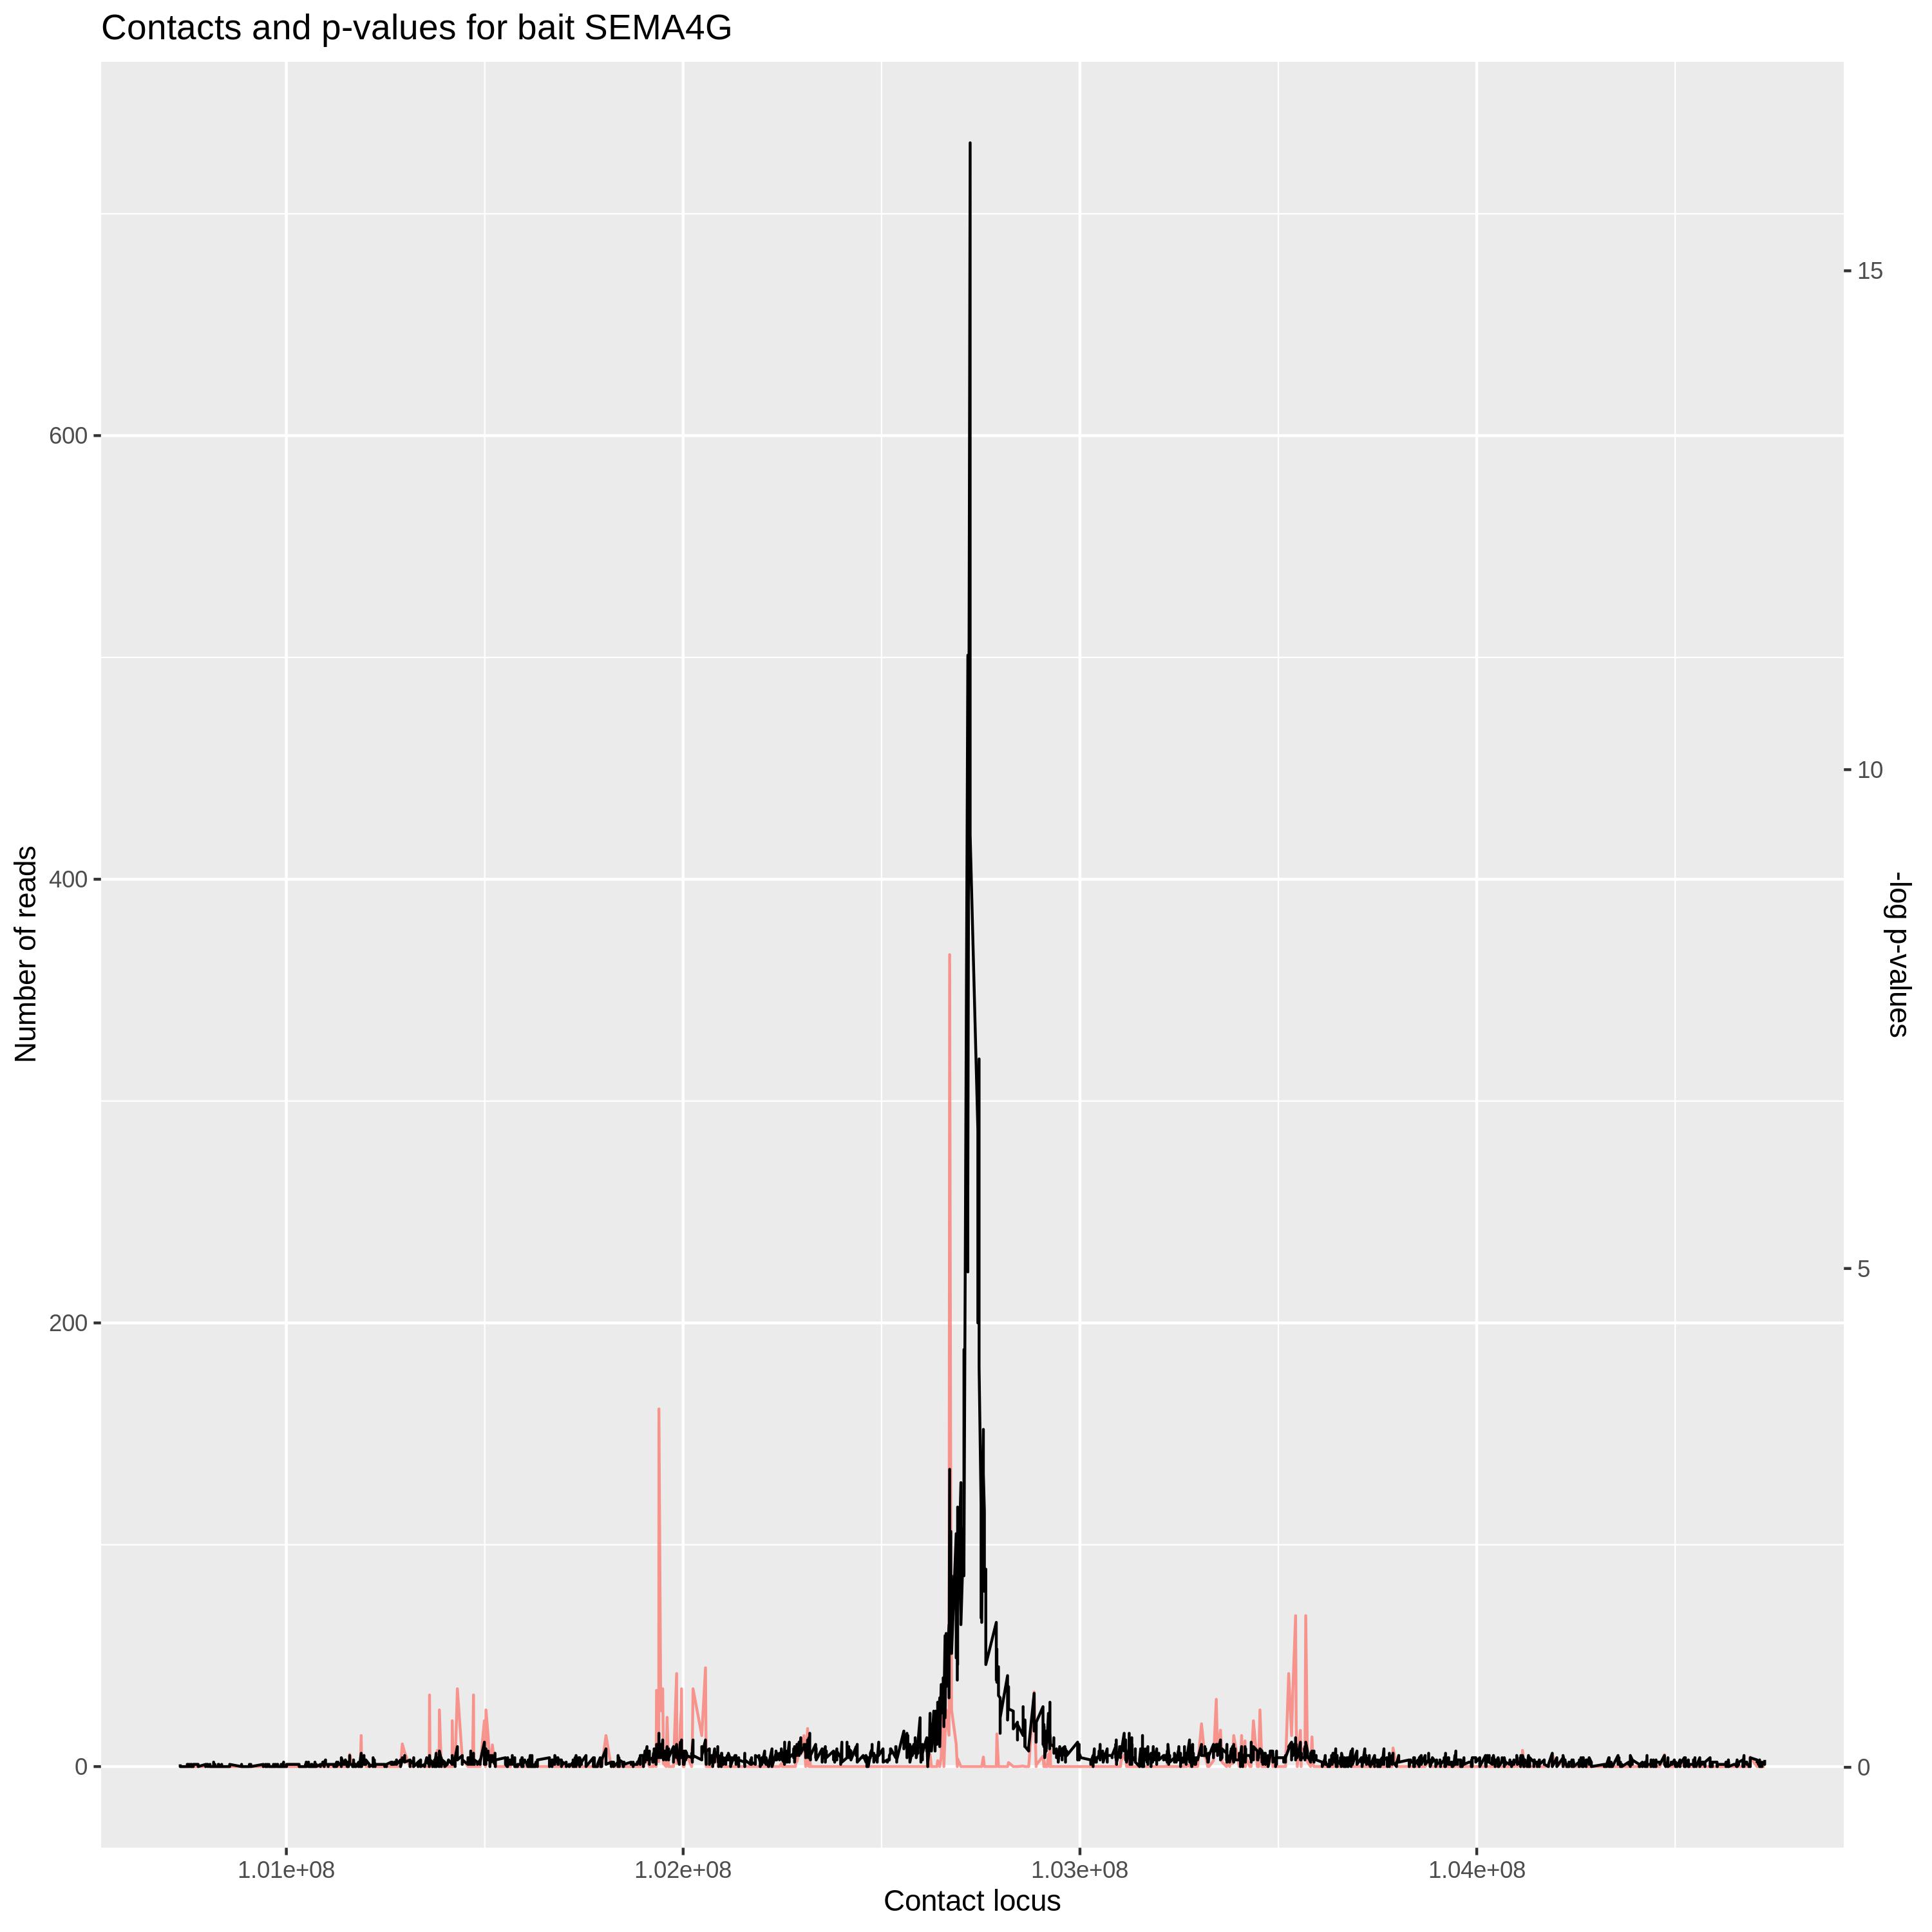 Contacts and p-values for bait SEMA4G
Number of reads
600
400
200
0
15
10
5
0
-log p-values
1.01e+08
1.02e+08
1.03e+08
1.04e+08
Contact locus